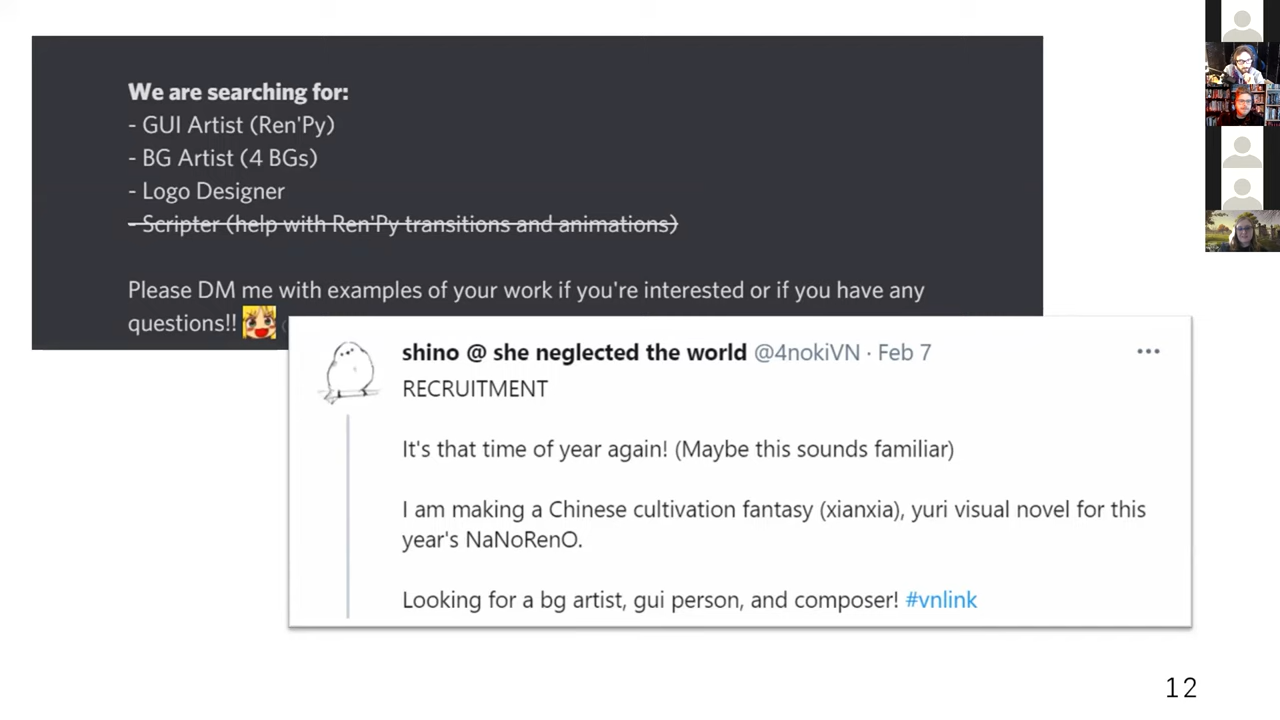 We are searching for:
- GUI Artist (Ren'Py)
- BG Artist (4 BGs)
- Logo Designer
- Scripter (help with Ren'Py transitions and animations)
Please DM me with examples of your work if you're interested or if you have any
questions!!
shino @ she neglected the world @4nokiVN · Feb 7
RECRUITMENT
It's that time of year again! (Maybe this sounds familiar)
I am making a Chinese cultivation fantasy (xianxia), yuri visual novel for this
year's NaNoRenO.
Looking for a bg artist, gui person, and composer! #vnlink
12